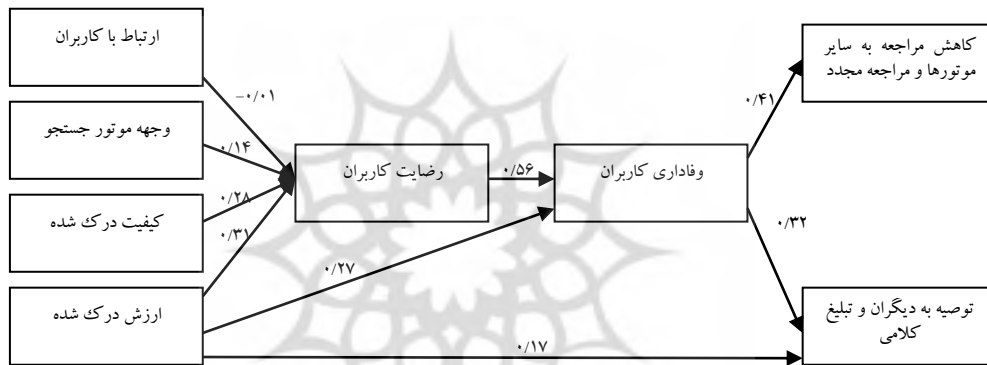 ارتباط با کاربران
وجهه موتور جستجو
کیفیت درک شده
ارزش درک شده
-۰/۰۱
۰/۱۴
۰/۲۸
۰/۳۱
رضایت کاربران
۰/۵۶
۰/۲۷
۰/۱۷
وفاداری کاربران
۰/۴۱
۰/۳۲
کاهش مراجعه به سایر
موتورها و مراجعه مجدد
توصیه به دیگران و تبلیغ
کلامی